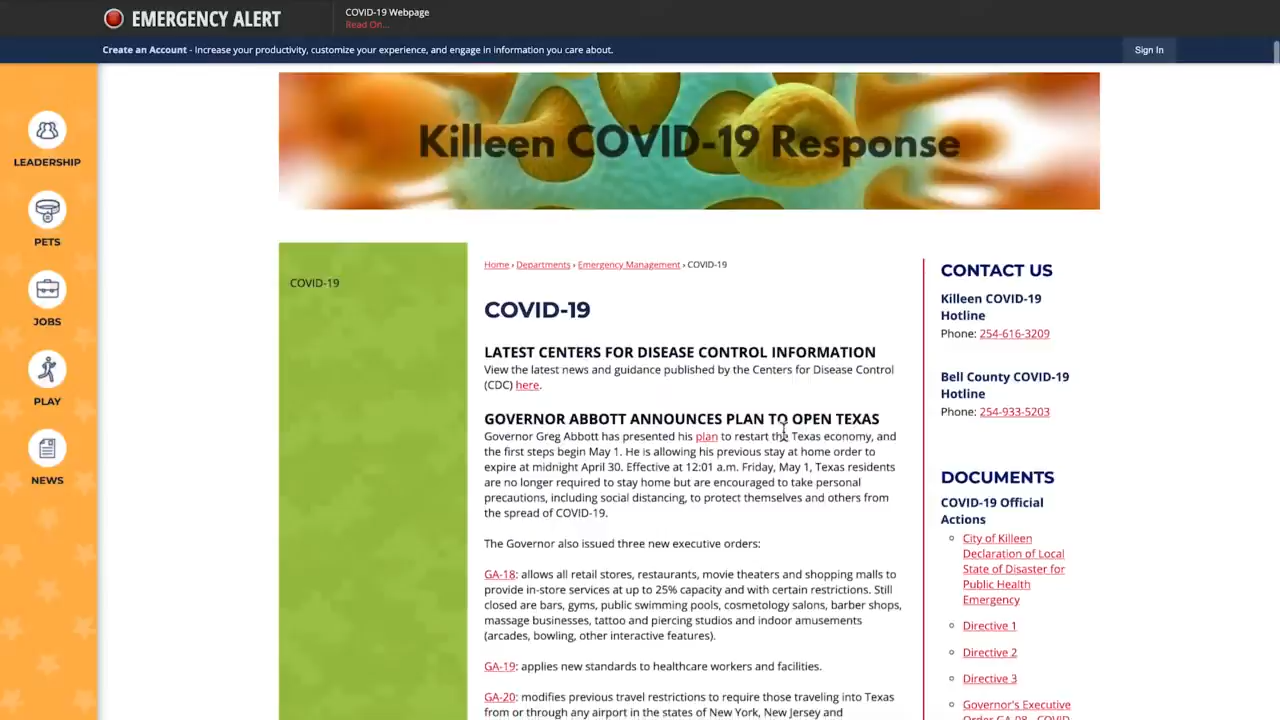 EMERGENCY ALERT
COVID-19 Webpage
Read On...
Create an Account - Increase your productivity, customize your experience, and engage in information you care about.
Sign In
LEADERSHIP
PETS
JOBS
PLAY
NEWS
Killeen COVID-19 Response
COVID-19
Home › Departments › Emergency Management › COVID-19
COVID-19
LATEST CENTERS FOR DISEASE CONTROL INFORMATION
View the latest news and guidance published by the Centers for Disease Control
(CDC) here.
GOVERNOR ABBOTT ANNOUNCES PLAN TO OPEN TEXAS
Governor Greg Abbott has presented his plan to restart the Texas economy, and
the first steps begin May 1. He is allowing his previous stay at home order to
expire at midnight April 30. Effective at 12:01 a.m. Friday, May 1, Texas residents
are no longer required to stay home but are encouraged to take personal
precautions, including social distancing, to protect themselves and others from
the spread of COVID-19.
The Governor also issued three new executive orders:
GA-18: allows all retail stores, restaurants, movie theaters and shopping malls to
provide in-store services at up to 25% capacity and with certain restrictions. Still
closed are bars, gyms, public swimming pools, cosmetology salons, barber shops,
massage businesses, tattoo and piercing studios and indoor amusements
(arcades, bowling, other interactive features).
GA-19: applies new standards to healthcare workers and facilities.
GA-20: modifies previous travel restrictions to require those traveling into Texas
from or through any airport in the states of New York, New Jersey and
CONTACT US
Killeen COVID-19
Hotline
Phone: 254-616-3209
Bell County COVID-19
Hotline
Phone: 254-933-5203
DOCUMENTS
COVID-19 Official
Actions
City of Killeen
Declaration of Local
State of Disaster for
Public Health
Emergency
Directive 1
Directive 2
Directive 3
Governor's Executive
Order GA-08 - COVID